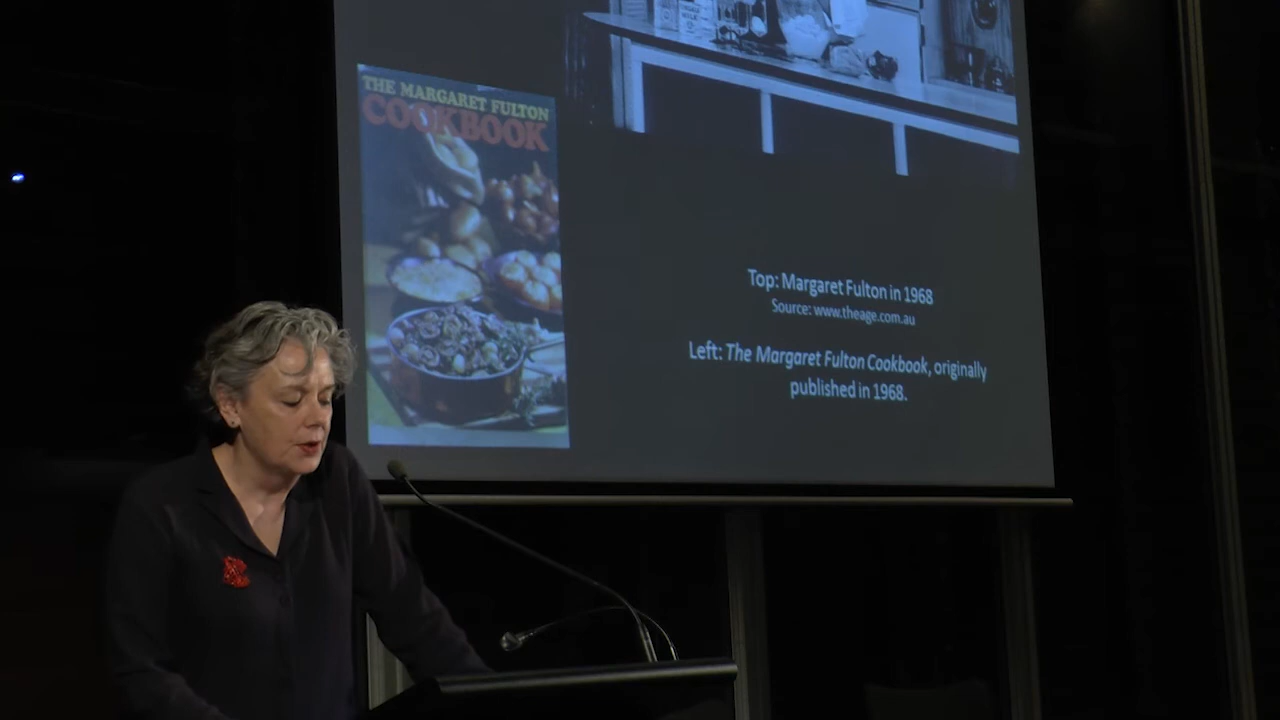 THE MARGARET FULTON
COOKBOOK
Top: Margaret Fulton in 1968
Source: www.theage.com.au
Left: The Margaret Fulton Cookbook, originally
published in 1968.